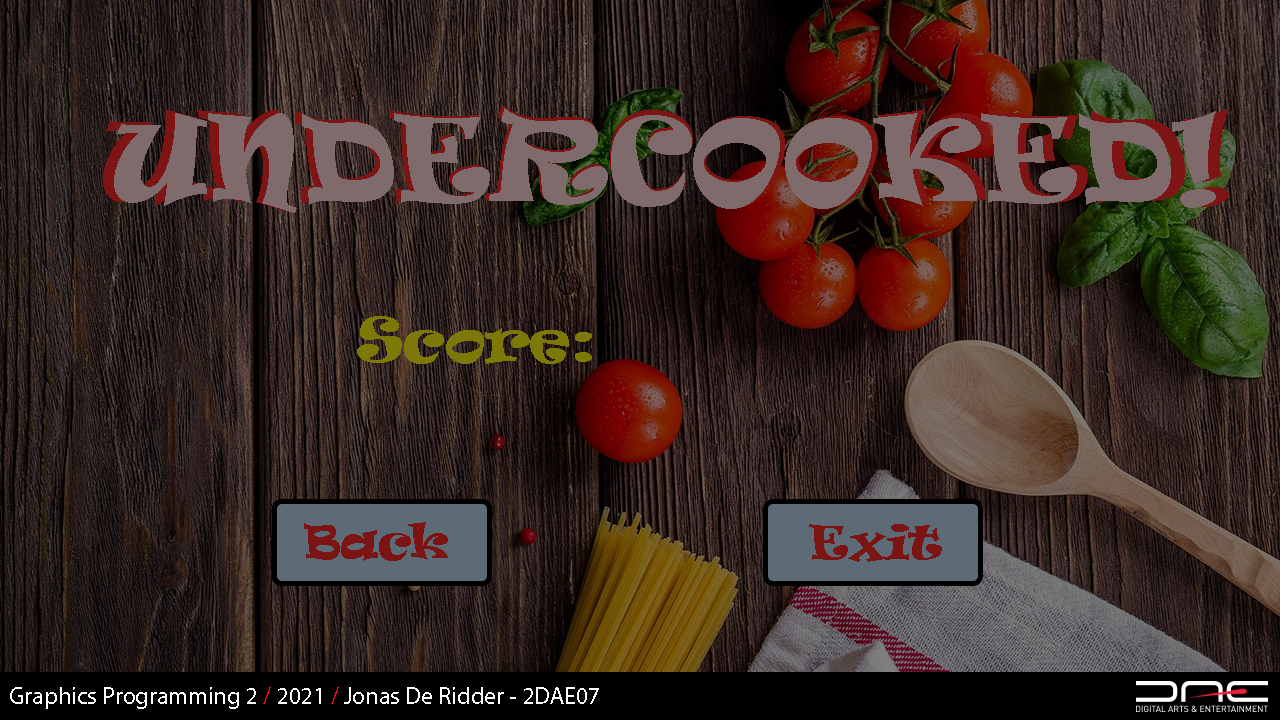 UNDERCOOKED!
Score:
Back
Exit
Graphics Programming 2 / 2021 / Jonas De Ridder - 2DAE07
DAE
DIGITAL ARTS & ENTERTAINMENT